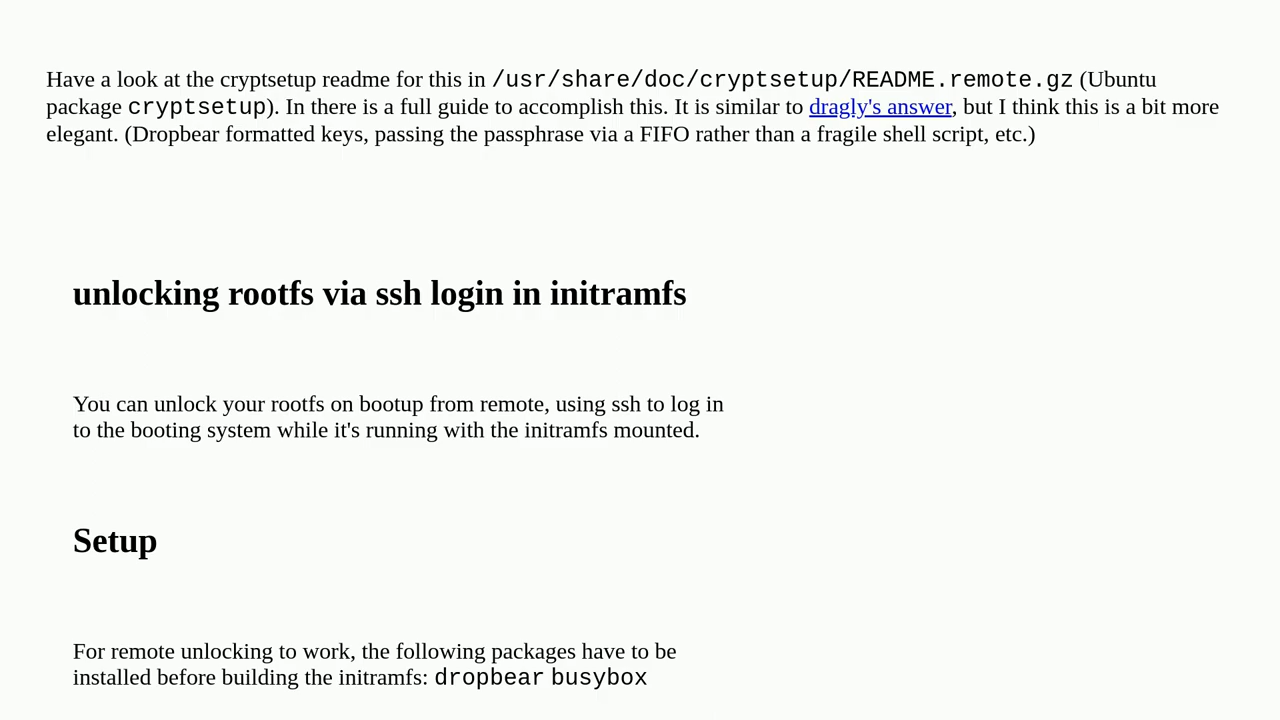 Have a look at the cryptsetup readme for this in /usr/share/doc/cryptsetup/README.remote.gz (Ubuntu
package cryptsetup). In there is a full guide to accomplish this. It is similar to dragly's answer, but I think this is a bit more
elegant. (Dropbear formatted keys, passing the passphrase via a FIFO rather than a fragile shell script, etc.)
unlocking rootfs via ssh login in initramfs
You can unlock your rootfs on bootup from remote, using ssh to log in
to the booting system while it's running with the initramfs mounted.
Setup
For remote unlocking to work, the following packages have to be
installed before building the initramfs: dropbear busybox